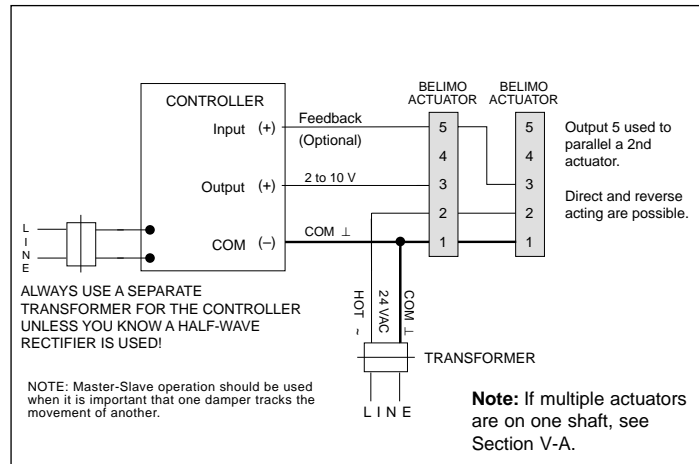 BELIMO
ACTUATOR
BELIMO
ACTUATOR
CONTROLLER
Input (+)
Feedback
(Optional)
5
4
3
2
1
5
4
3
2
1
Output 5 used to
parallel a 2nd
actuator.
Direct and reverse
acting are possible.
Output (+)
2 to 10 V
COM (–)
COM ⊥
LINE
ALWAYS USE A SEPARATE
TRANSFORMER FOR THE CONTROLLER
UNLESS YOU KNOW A HALF-WAVE
RECTIFIER IS USED!
HOT ~
24 VAC
COM ⊥
TRANSFORMER
LINE
NOTE: Master-Slave operation should be used
when it is important that one damper tracks the
movement of another.
Note: If multiple actuators
are on one shaft, see
Section V-A.